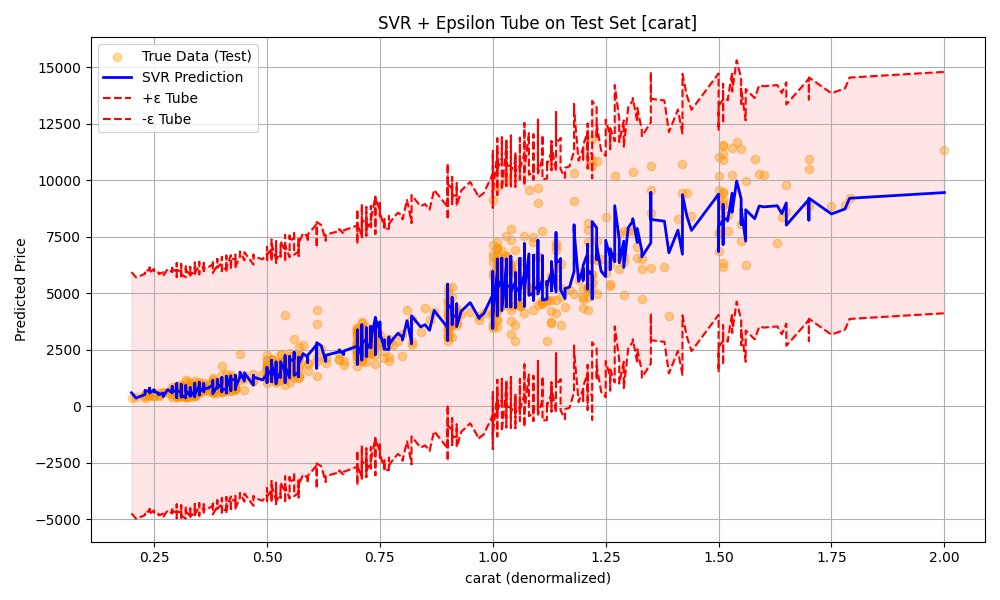 SVR + Epsilon Tube on Test Set [carat]
True Data (Test)
SVR Prediction
+ε Tube
-ε Tube
Predicted Price
15000
12500
10000
7500
5000
2500
0
−2500
−5000
0.25 0.50 0.75 1.00 1.25 1.50 1.75 2.00
carat (denormalized)